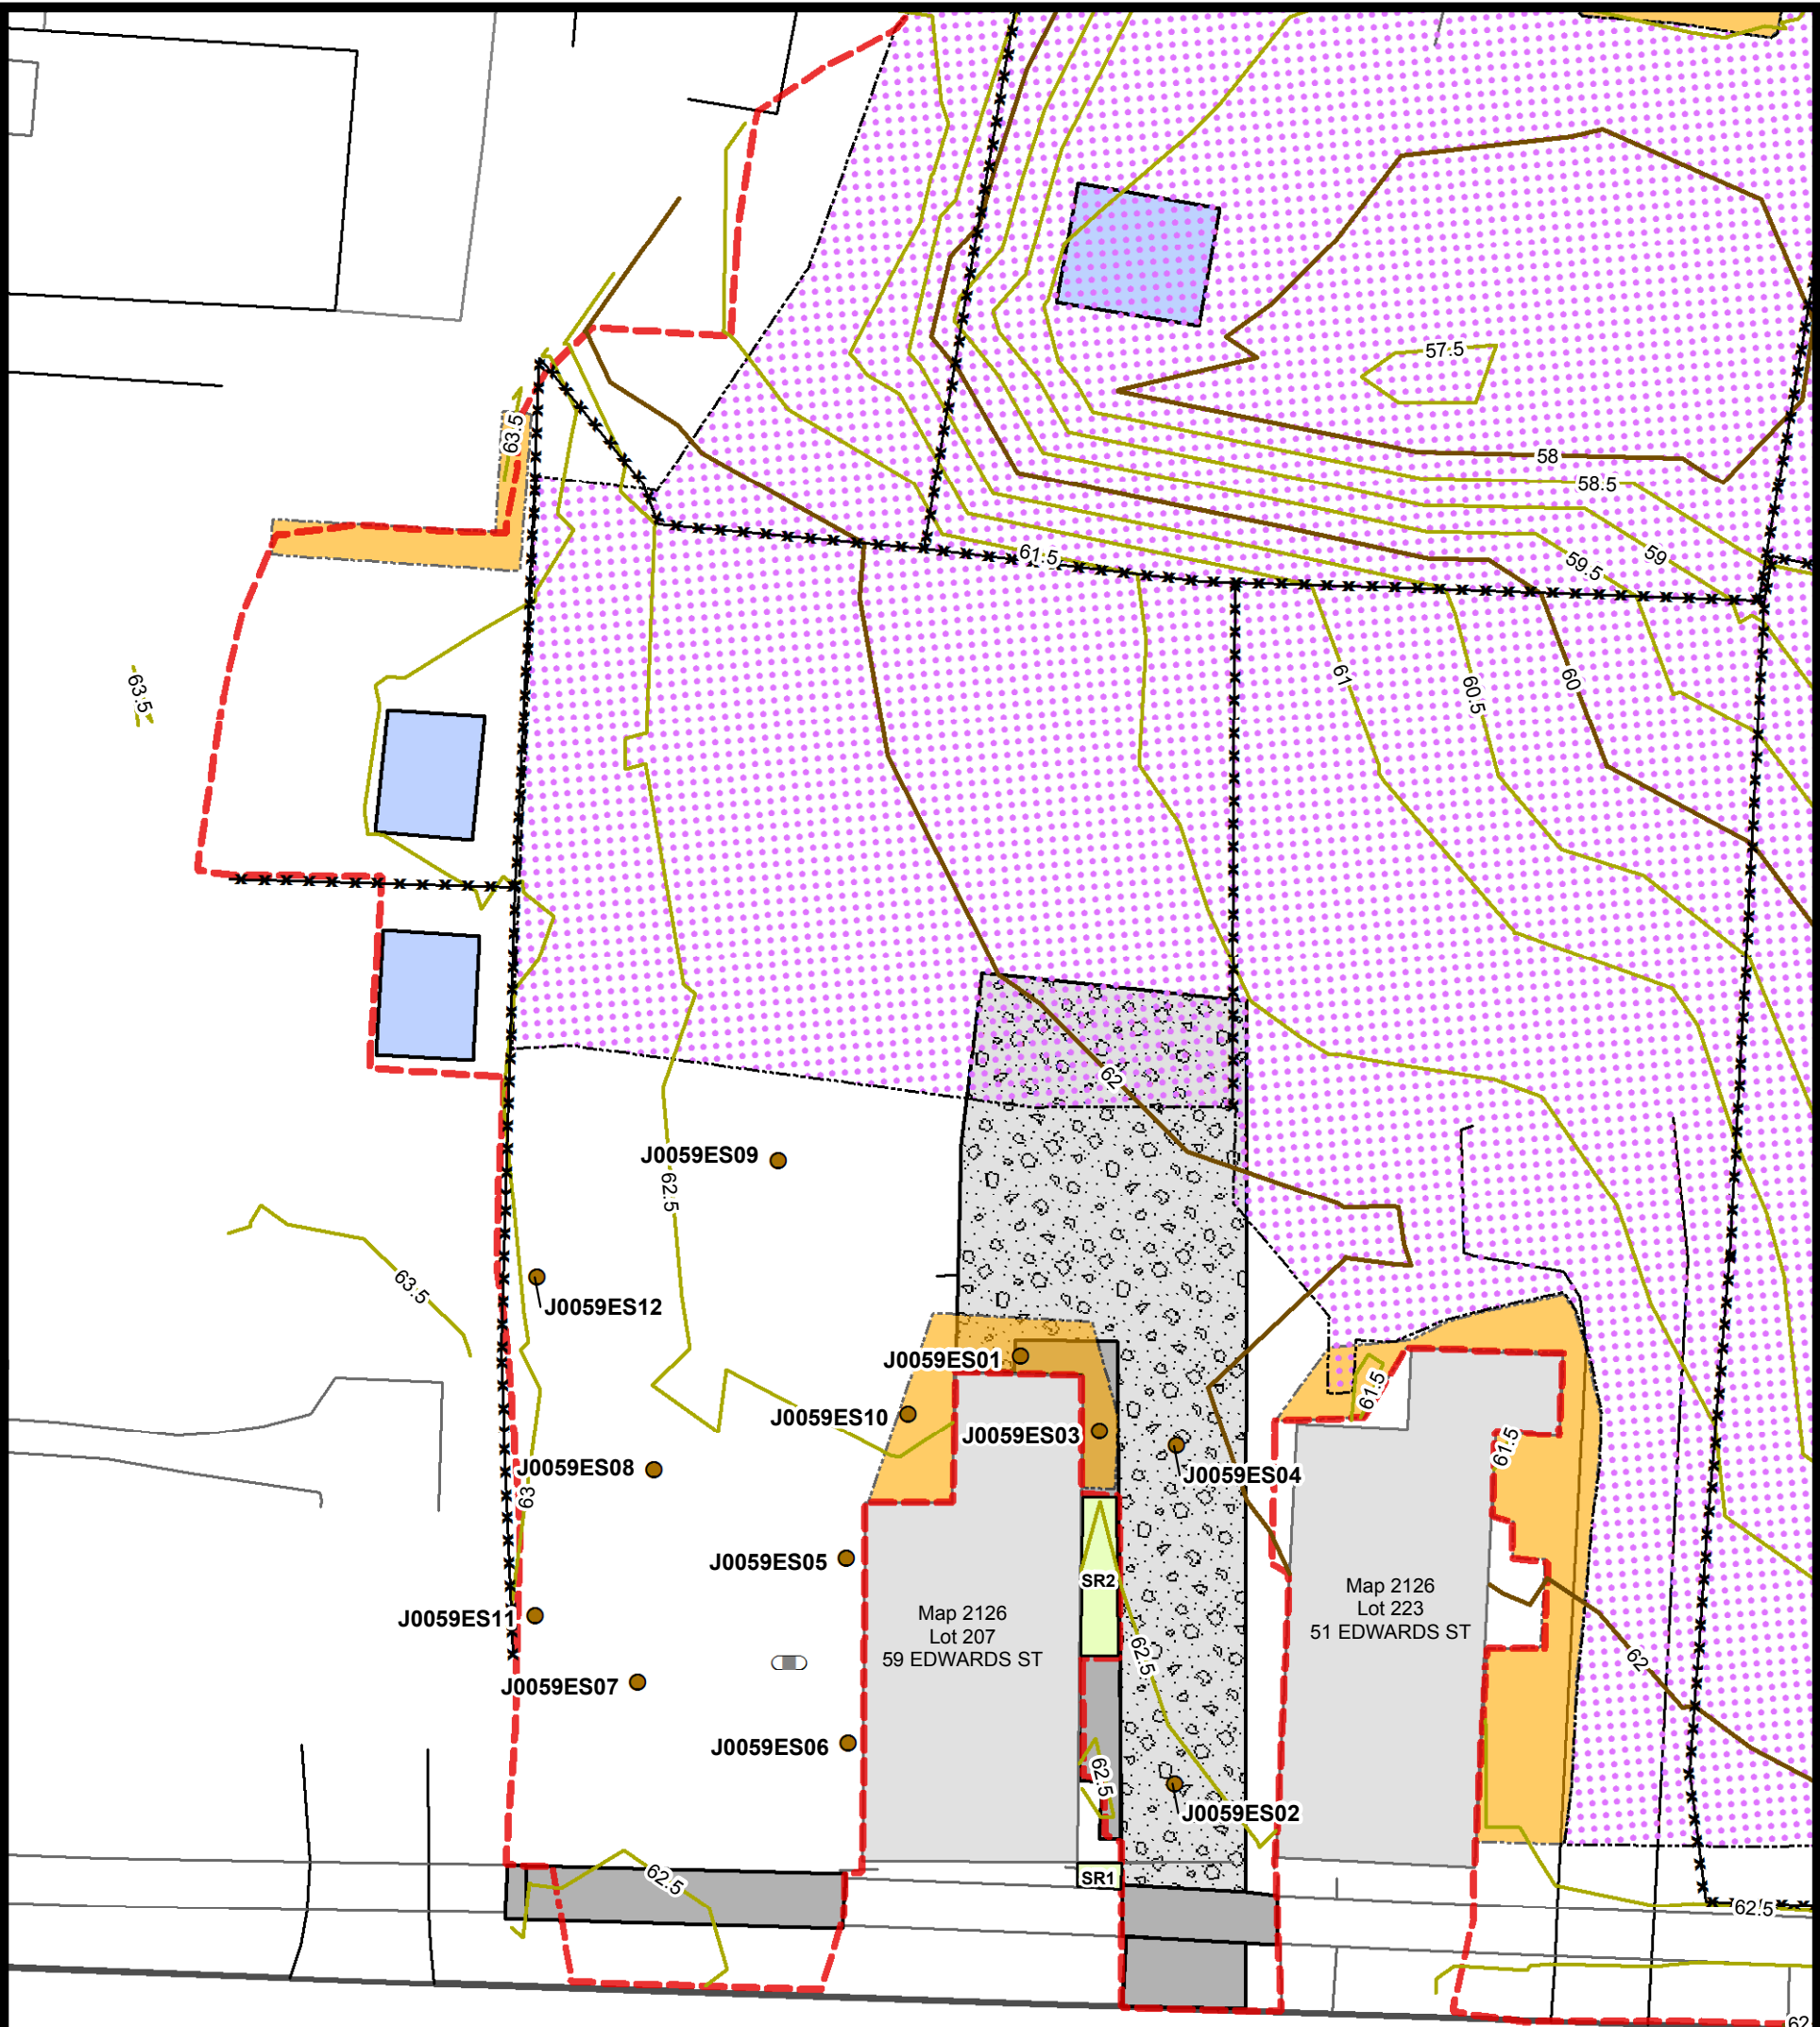 57.5
63.5
58
58.5
61.5
59.5
59
63.5
61
60.5
60
62
J0059ES09
62.5
63.5
J0059ES12
J0059ES01
61.5
J0059ES10
J0059ES03
61.5
J0059ES08
J0059ES04
63
J0059ES05
SR2
Map 2126
Lot 207
59 EDWARDS ST
Map 2126
Lot 223
51 EDWARDS ST
J0059ES11
62.5
62
J0059ES07
J0059ES06
62.5
J0059ES02
62.5
SR1
62.5
62